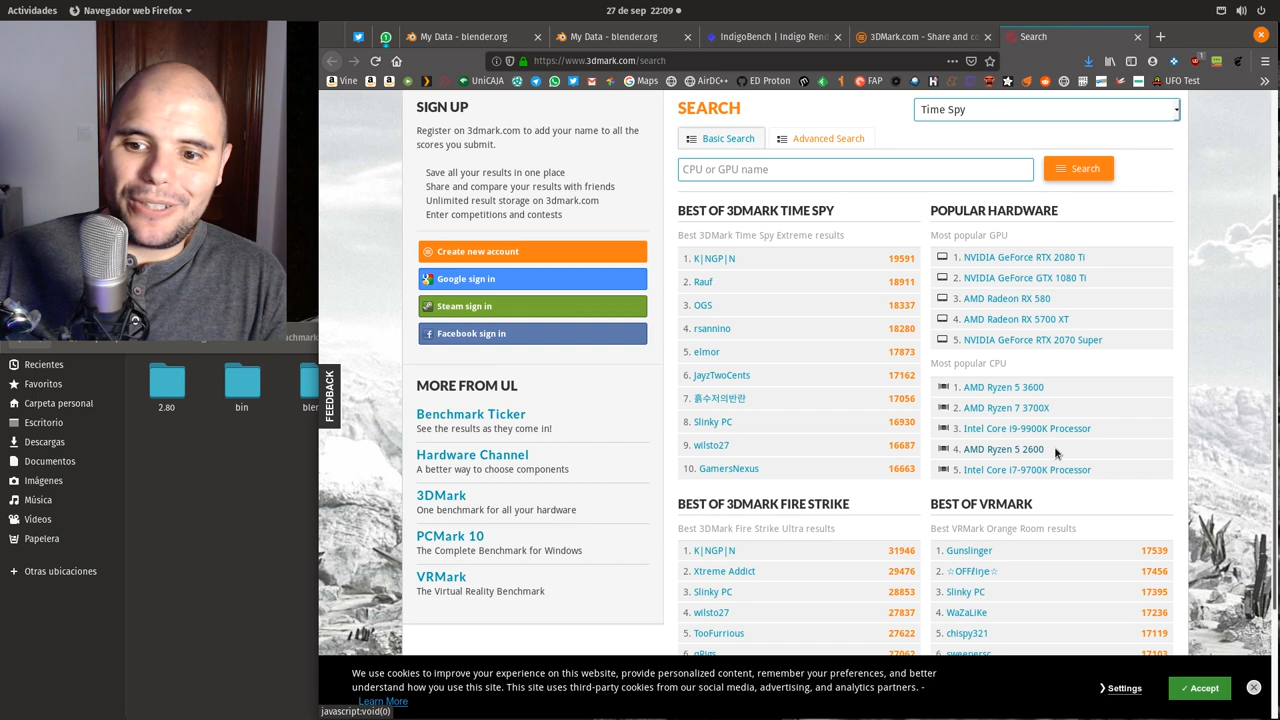 Actividades
Navegador web Firefox
27 de sep 22:09
My Data - blender.org
My Data - blender.org
IndigoBench | Indigo Rend
3DMark.com - Share and co
Search
https://www.3dmark.com/search
Vine
UniCAJA
Maps
AirDC++
ED Proton
FAP
UFO Test
SIGN UP
Register on 3dmark.com to add your name to all the
scores you submit.
Save all your results in one place
Share and compare your results with friends
Unlimited result storage on 3dmark.com
Enter competitions and contests
Create new account
Google sign in
Steam sign in
Facebook sign in
MORE FROM UL
Benchmark Ticker
See the results as they come in!
Hardware Channel
A better way to choose components
3DMark
One benchmark for all your hardware
PCMark 10
The Complete Benchmark for Windows
VRMark
The Virtual Reality Benchmark
SEARCH
Time Spy
Basic Search
Advanced Search
CPU or GPU name
Search
BEST OF 3DMARK TIME SPY
Best 3DMark Time Spy Extreme results
1. K|NGP|N 19591
2. Rauf 18911
3. OGS 18337
4. rsannino 18280
5. elmor 17873
6. JayzTwoCents 17162
7. 흙수저의반란 17056
8. Slinky PC 16930
9. wilsto27 16687
10. GamersNexus 16663
POPULAR HARDWARE
Most popular GPU
1. NVIDIA GeForce RTX 2080 Ti
2. NVIDIA GeForce GTX 1080 Ti
3. AMD Radeon RX 580
4. AMD Radeon RX 5700 XT
5. NVIDIA GeForce RTX 2070 Super
Most popular CPU
1. AMD Ryzen 5 3600
2. AMD Ryzen 7 3700X
3. Intel Core i9-9900K Processor
4. AMD Ryzen 5 2600
5. Intel Core i7-9700K Processor
BEST OF 3DMARK FIRE STRIKE
Best 3DMark Fire Strike Ultra results
1. K|NGP|N 31946
2. Xtreme Addict 29476
3. Slinky PC 28853
4. wilsto27 27837
5. TooFurrious 27622
BEST OF VRMARK
Best VRMark Orange Room results
1. Gunslinger 17539
2. 17456
3. Slinky PC 17395
4. WaZaLiKe 17236
5. chispy321 17119
FEEDBACK
Recientes
Favoritos
Carpeta personal
Escritorio
Descargas
Documentos
Imágenes
Música
Vídeos
Papelera
Otras ubicaciones
2.80
bin
We use cookies to improve your experience on this website, provide personalized content, remember your preferences, and better
understand how you use this site. This site uses third-party cookies from our social media, advertising, and analytics partners. -
Learn More
Settings
Accept
javascript:void(0)